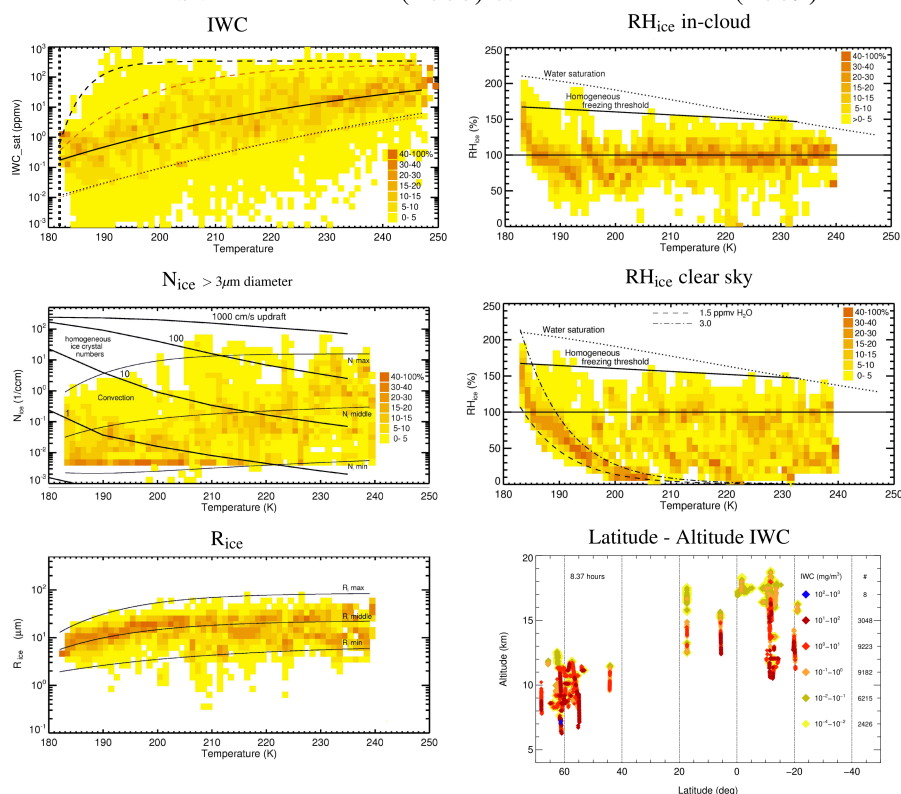 IWC
10³
10²
10¹
10⁰
10⁻¹
10⁻²
10⁻³
IWC_sat (ppmv)
40-100%
30-40
20-30
15-20
10-15
5-10
0- 5
180 190 200 210 220 230 240 250
Temperature
RHice in-cloud
250
200
150
100
50
0
RHice (%)
Water saturation
Homogeneous
freezing threshold
40-100%
30-40
20-30
15-20
10-15
5-10
>0- 5
180 190 200 210 220 230 240 250
Temperature (K)
Nice > 3μm diameter
10²
10¹
10⁰
10⁻¹
10⁻²
10⁻³
Nice (1/ccm)
1000 cm/s updraft
100
10
homogeneous
ice crystal
numbers
Convection
N max
N middle
N min
40-100%
30-40
20-30
15-20
10-15
5-10
0- 5
180 190 200 210 220 230 240 250
Temperature (K)
RHice clear sky
250
200
150
100
50
0
RHice (%)
1.5 ppmv H₂O
3.0
Water saturation
Homogeneous
freezing threshold
40-100%
30-40
20-30
15-20
10-15
5-10
0- 5
180 190 200 210 220 230 240 250
Temperature (K)
Rice
10²
10¹
10⁰
10⁻¹
R ice (μm)
R max
R middle
R min
180 190 200 210 220 230 240 250
Temperature (K)
Latitude - Altitude IWC
20
15
10
5
Altitude (km)
8.37 hours
IWC (mg/m³) #
10²−10³ 8
10¹−10² 3048
10⁰−10¹ 9223
10⁻¹−10⁰ 9182
10⁻²−10⁻¹ 6215
2426
60 40 20 0 −20 −40
Latitude (deg)